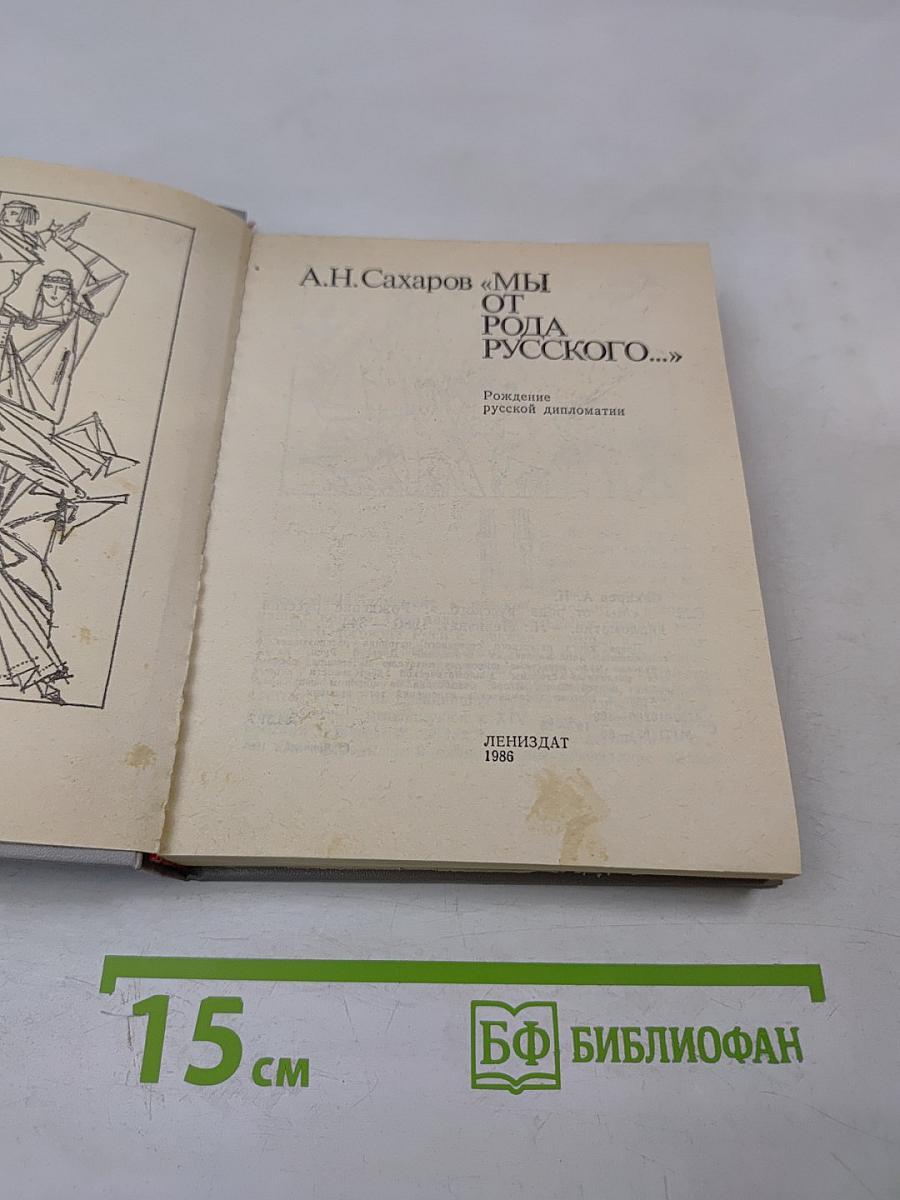 А.Н. Сахаров «МЫ
ОТ
РОДА
РУССКОГО...»
Рождение
русской дипломатии
ЛЕНИЗДАТ
1986
15 см
БФ БИБЛИОФАН